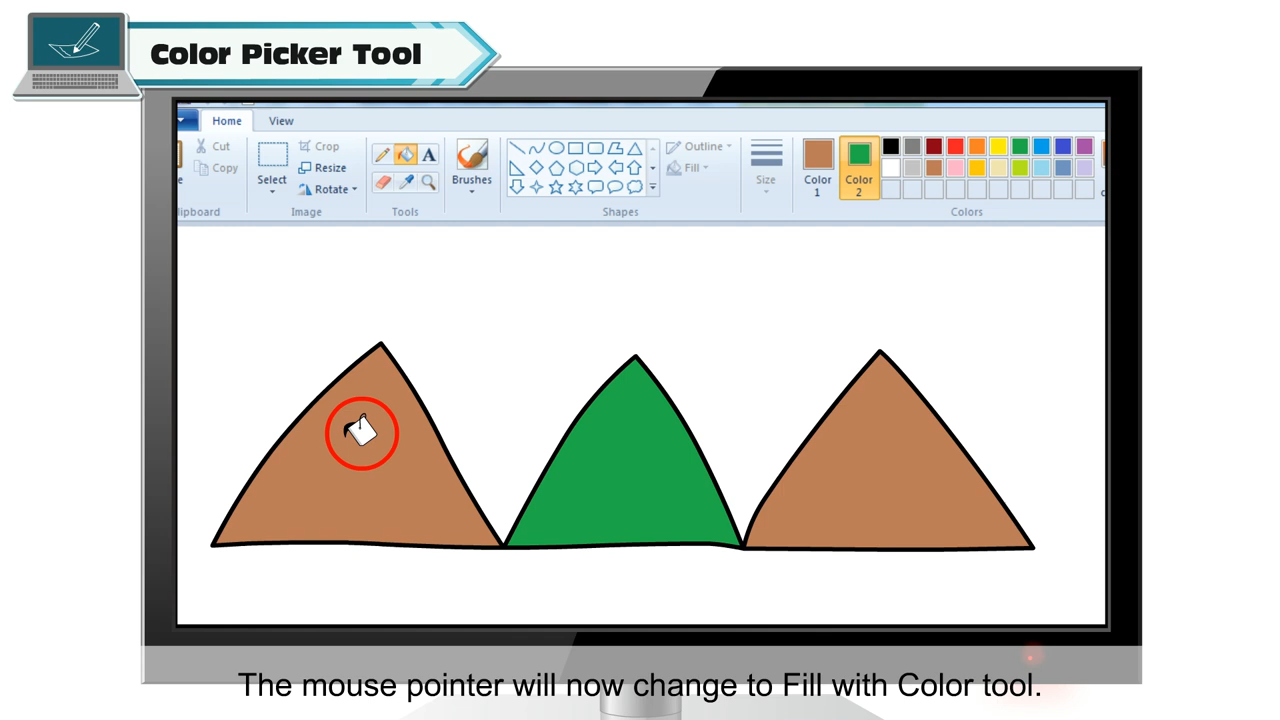 Color Picker Tool
Home
View
Cut
Copy
Crop
Resize
Rotate
Select
A
Brushes
Outline
Fill
Size
Color
1
Color
2
lipboard
Image
Tools
Shapes
Colors
The mouse pointer will now change to Fill with Color tool.